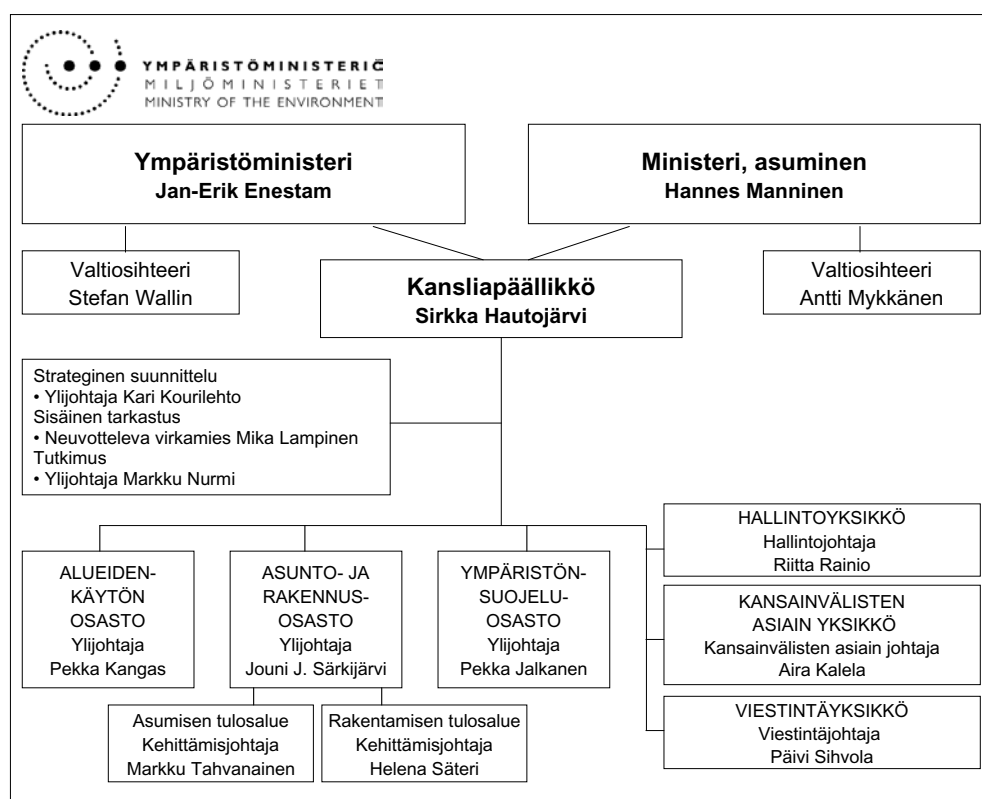 YMPÄRISTÖMINISTERIÖ
MILJÖMINISTERIET
MINISTRY OF THE ENVIRONMENT
Ympäristöministeri
Jan-Erik Enestam
Ministeri, asuminen
Hannes Manninen
Valtiosihteeri
Stefan Wallin
Kansliapäällikkö
Sirkka Hautojärvi
Valtiosihteeri
Antti Mykkänen
Strateginen suunnittelu
• Ylijohtaja Kari Kourilehto
Sisäinen tarkastus
• Neuvotteleva virkamies Mika Lampinen
Tutkimus
• Ylijohtaja Markku Nurmi
ALUEIDEN-
KÄYTÖN
OSASTO
Ylijohtaja
Pekka Kangas
ASUNTO- JA
RAKENNUS-
OSASTO
Ylijohtaja
Jouni J. Särkijärvi
YMPÄRISTÖN-
SUOJELU-
OSASTO
Ylijohtaja
Pekka Jalkanen
HALLINTOYKSIKKÖ
Hallintojohtaja
Riitta Rainio
KANSAINVÄLISTEN
ASIAIN YKSIKKÖ
Kansainvälisten asiain johtaja
Aira Kalela
VIESTINTÄYKSIKKÖ
Viestintäjohtaja
Päivi Sihvola
Asumisen tulosalue
Kehittämisjohtaja
Markku Tahvanainen
Rakentamisen tulosalue
Kehittämisjohtaja
Helena Säteri